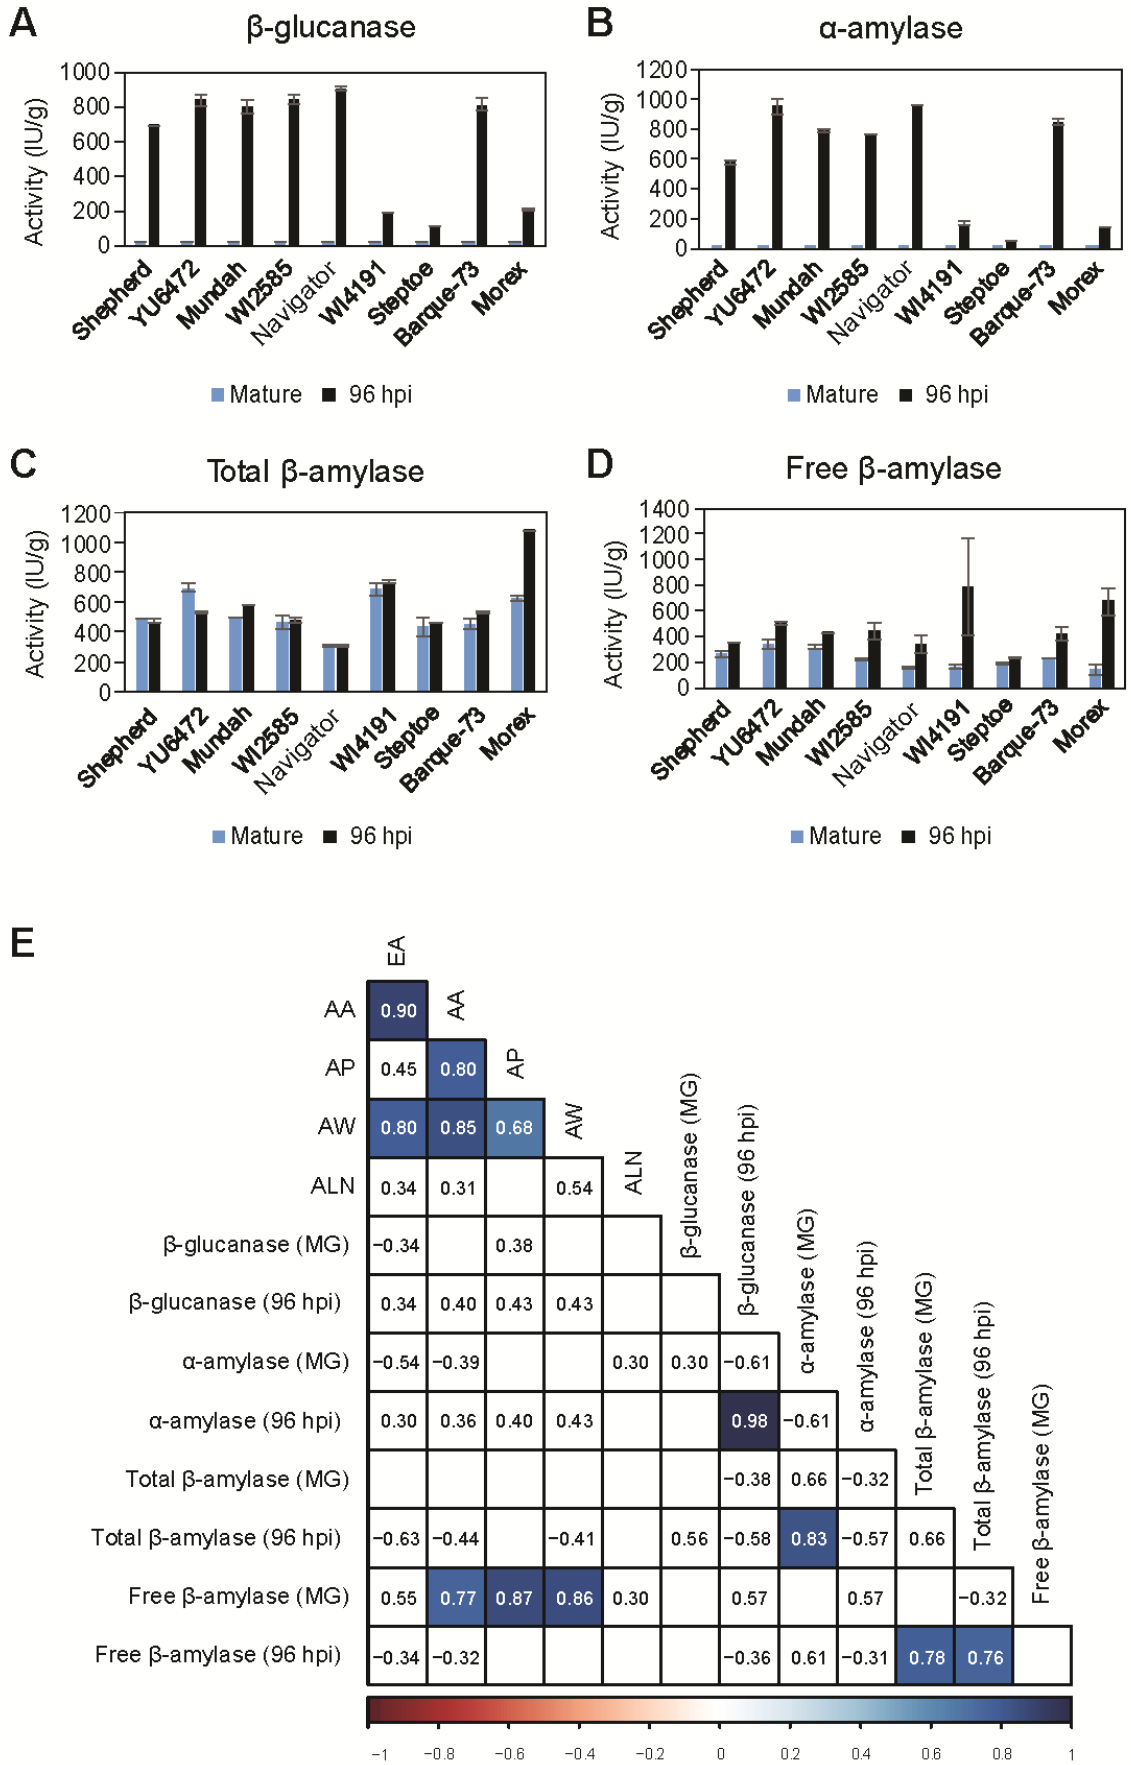 A
β-glucanase
Activity (IU/g)
1000
800
600
400
200
0
Shepherd
YU6472
Mundah
WI2585
Navigator
WI4191
Steptoe
Barque-73
Morex
Mature 96 hpi
B
α-amylase
Activity (IU/g)
1200
1000
800
600
400
200
0
Shepherd
YU6472
Mundah
WI2585
Navigator
WI4191
Steptoe
Barque-73
Morex
Mature 96 hpi
C
Total β-amylase
Activity (IU/g)
1200
1000
800
600
400
200
0
Shepherd
YU6472
Mundah
WI2585
Navigator
WI4191
Steptoe
Barque-73
Morex
Mature 96 hpi
D
Free β-amylase
Activity (IU/g)
1400
1200
1000
800
600
400
200
0
Shepherd
YU6472
Mundah
WI2585
Navigator
WI4191
Steptoe
Barque-73
Morex
Mature 96 hpi
E
EA
AA
AP
AW
ALN
β-glucanase (MG)
β-glucanase (96 hpi)
α-amylase (MG)
α-amylase (96 hpi)
Total β-amylase (MG)
Total β-amylase (96 hpi)
Free β-amylase (MG)
AA 0.90
AP 0.45 0.80
AW 0.80 0.85 0.68
ALN 0.34 0.31 0.54
β-glucanase (MG) −0.34 0.38
β-glucanase (96 hpi) 0.34 0.40 0.43 0.43
α-amylase (MG) −0.54 −0.39 0.30 0.30 −0.61
α-amylase (96 hpi) 0.30 0.36 0.40 0.43 0.98 −0.61
Total β-amylase (MG) −0.38 0.66 −0.32
Total β-amylase (96 hpi) −0.63 −0.44 −0.41 0.56 −0.58 0.83 −0.57 0.66
Free β-amylase (MG) 0.55 0.77 0.87 0.86 0.30 0.57 0.57 −0.32
Free β-amylase (96 hpi) −0.34 −0.32 −0.36 0.61 −0.31 0.78 0.76
−1 −0.8 −0.6 −0.4 −0.2 0 0.2 0.4 0.6 0.8 1